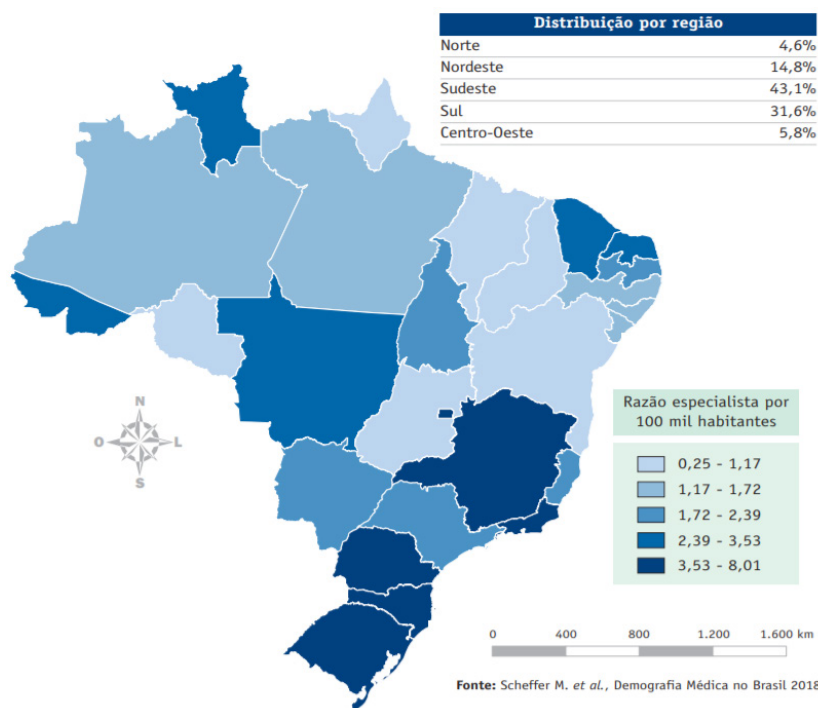 Distribuição por região
Norte 4,6%
Nordeste 14,8%
Sudeste 43,1%
Sul 31,6%
Centro-Oeste 5,8%
N
O L
S
Razão especialista por
100 mil habitantes
0,25 - 1,17
1,17 - 1,72
1,72 - 2,39
2,39 - 3,53
3,53 - 8,01
0 400 800 1.200 1.600 km
Fonte: Scheffer M. et al., Demografia Médica no Brasil 2018